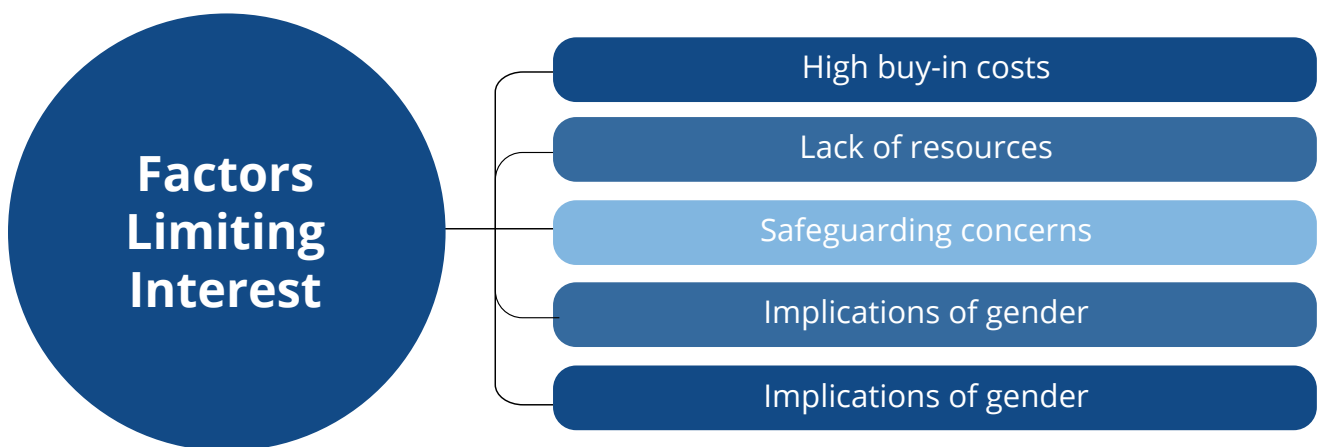 Factors
Limiting
Interest
High buy-in costs
Lack of resources
Safeguarding concerns
Implications of gender
Implications of gender